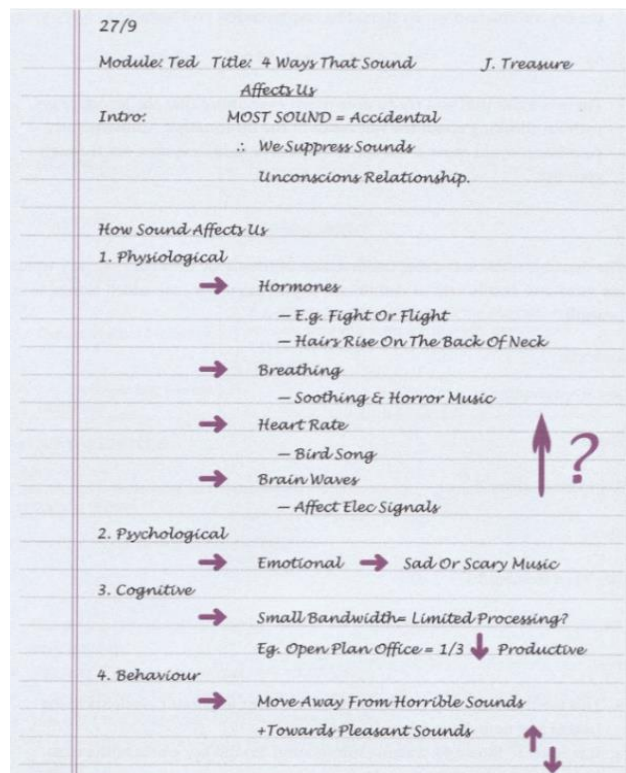 27/9
Module: Ted Title: 4 Ways That Sound J. Treasure
Affects Us
Intro: MOST SOUND = Accidental
∴ We Suppress Sounds
Unconscions Relationship.
How Sound Affects Us
1. Physiological
→ Hormones
– E.g. Fight Or Flight
– Hairs Rise On The Back Of Neck
→ Breathing
– Soothing & Horror Music
→ Heart Rate
– Bird Song
→ Brain Waves
– Affect Elec Signals
↑ ?
2. Psychological
→ Emotional → Sad Or Scary Music
3. Cognitive
→ Small Bandwidth= Limited Processing?
Eg. Open Plan Office = 1/3 ↓ Productive
4. Behaviour
→ Move Away From Horrible Sounds
+Towards Pleasant Sounds ↑↓